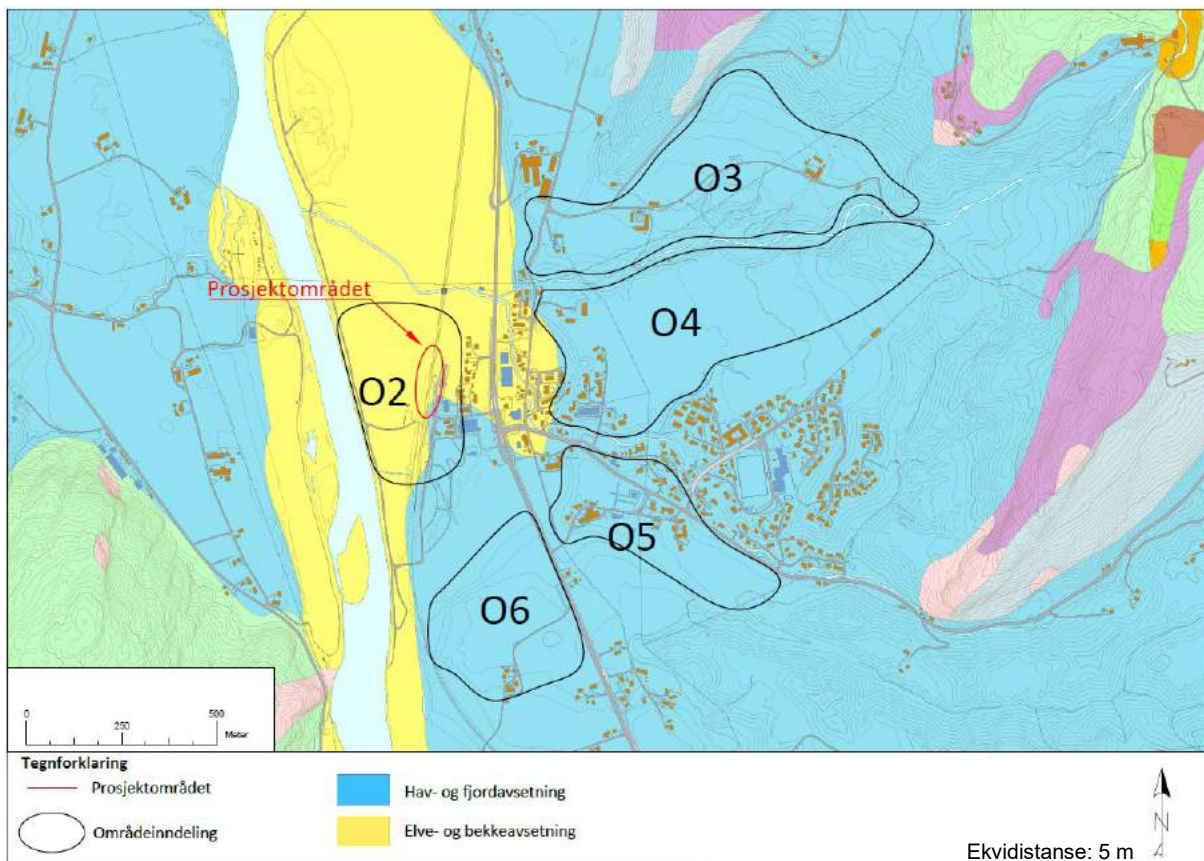 O3
Prosjektområdet
O4
O2
O5
O6
0 250 500
Meter
Tegnforklaring
Prosjektområdet
Områdeinndeling
Hav- og fjordavsetning
Elve- og bekkeavsetning
N
Ekvidistanse: 5 m